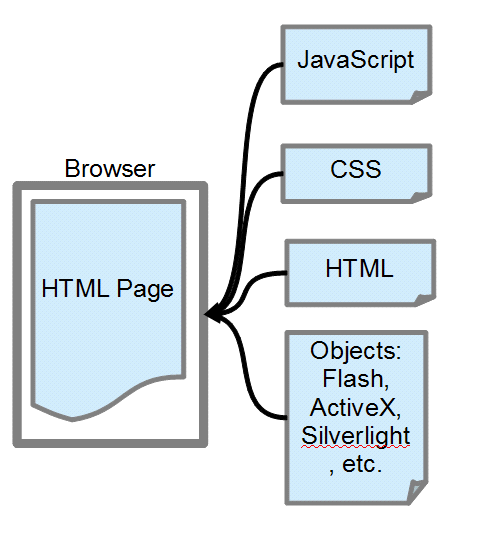 Browser
HTML Page
JavaScript
CSS
HTML
Objects:
Flash,
ActiveX,
Silverlight
, etc.